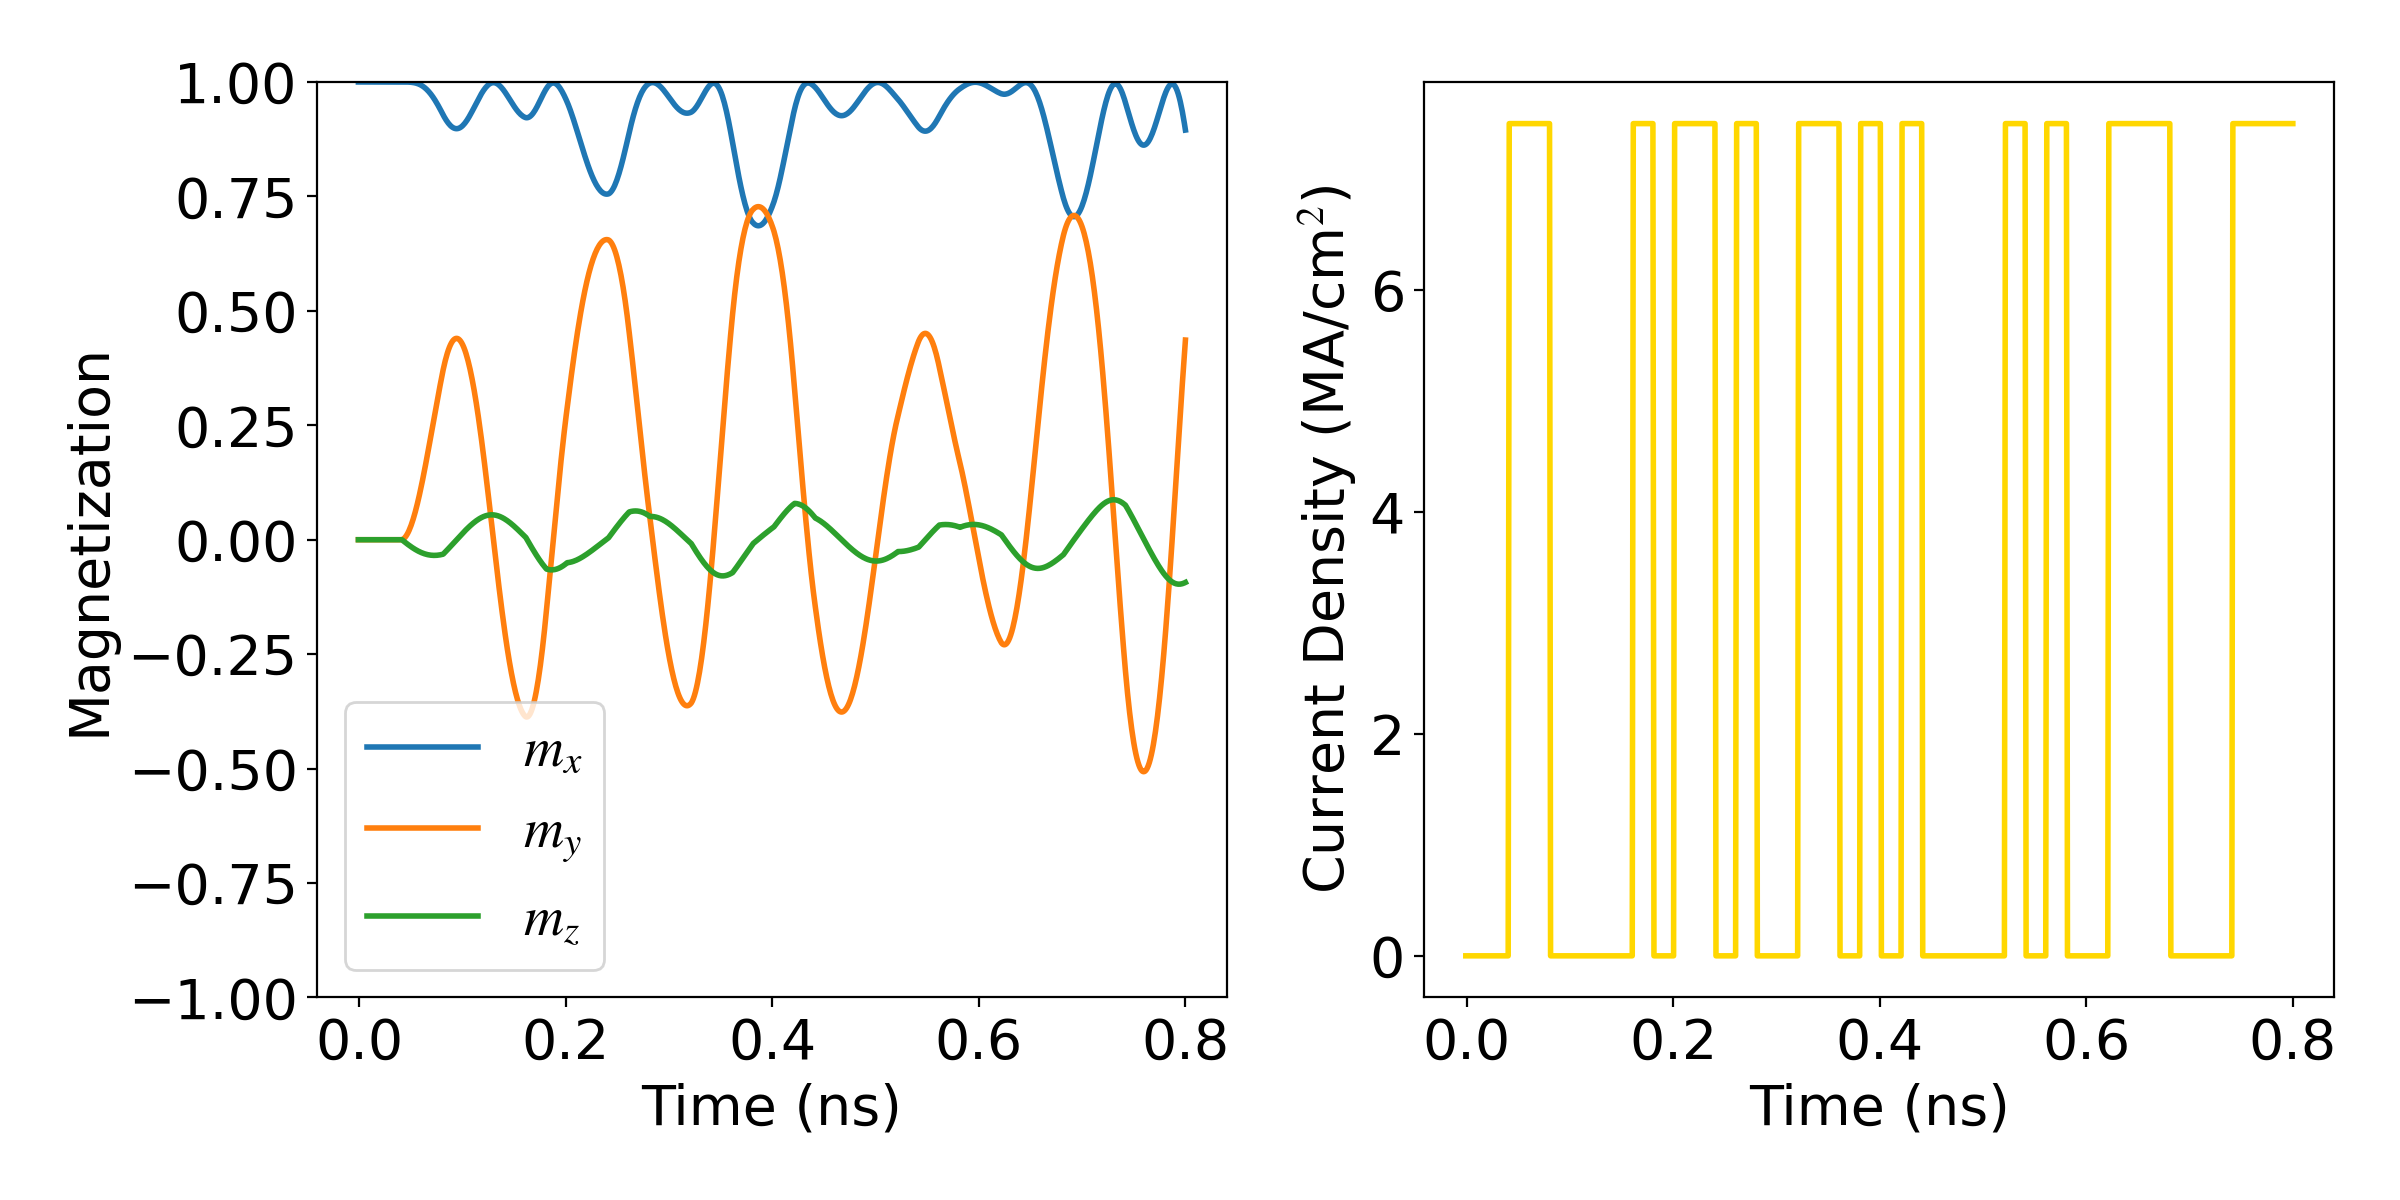 1.00
0.75
0.50
0.25
0.00
−0.25
−0.50
−0.75
−1.00
Magnetization
0.0 0.2 0.4 0.6 0.8
Time (ns)
m_x
m_y
m_z
6
4
2
0
Current Density (MA/cm²)
0.0 0.2 0.4 0.6 0.8
Time (ns)